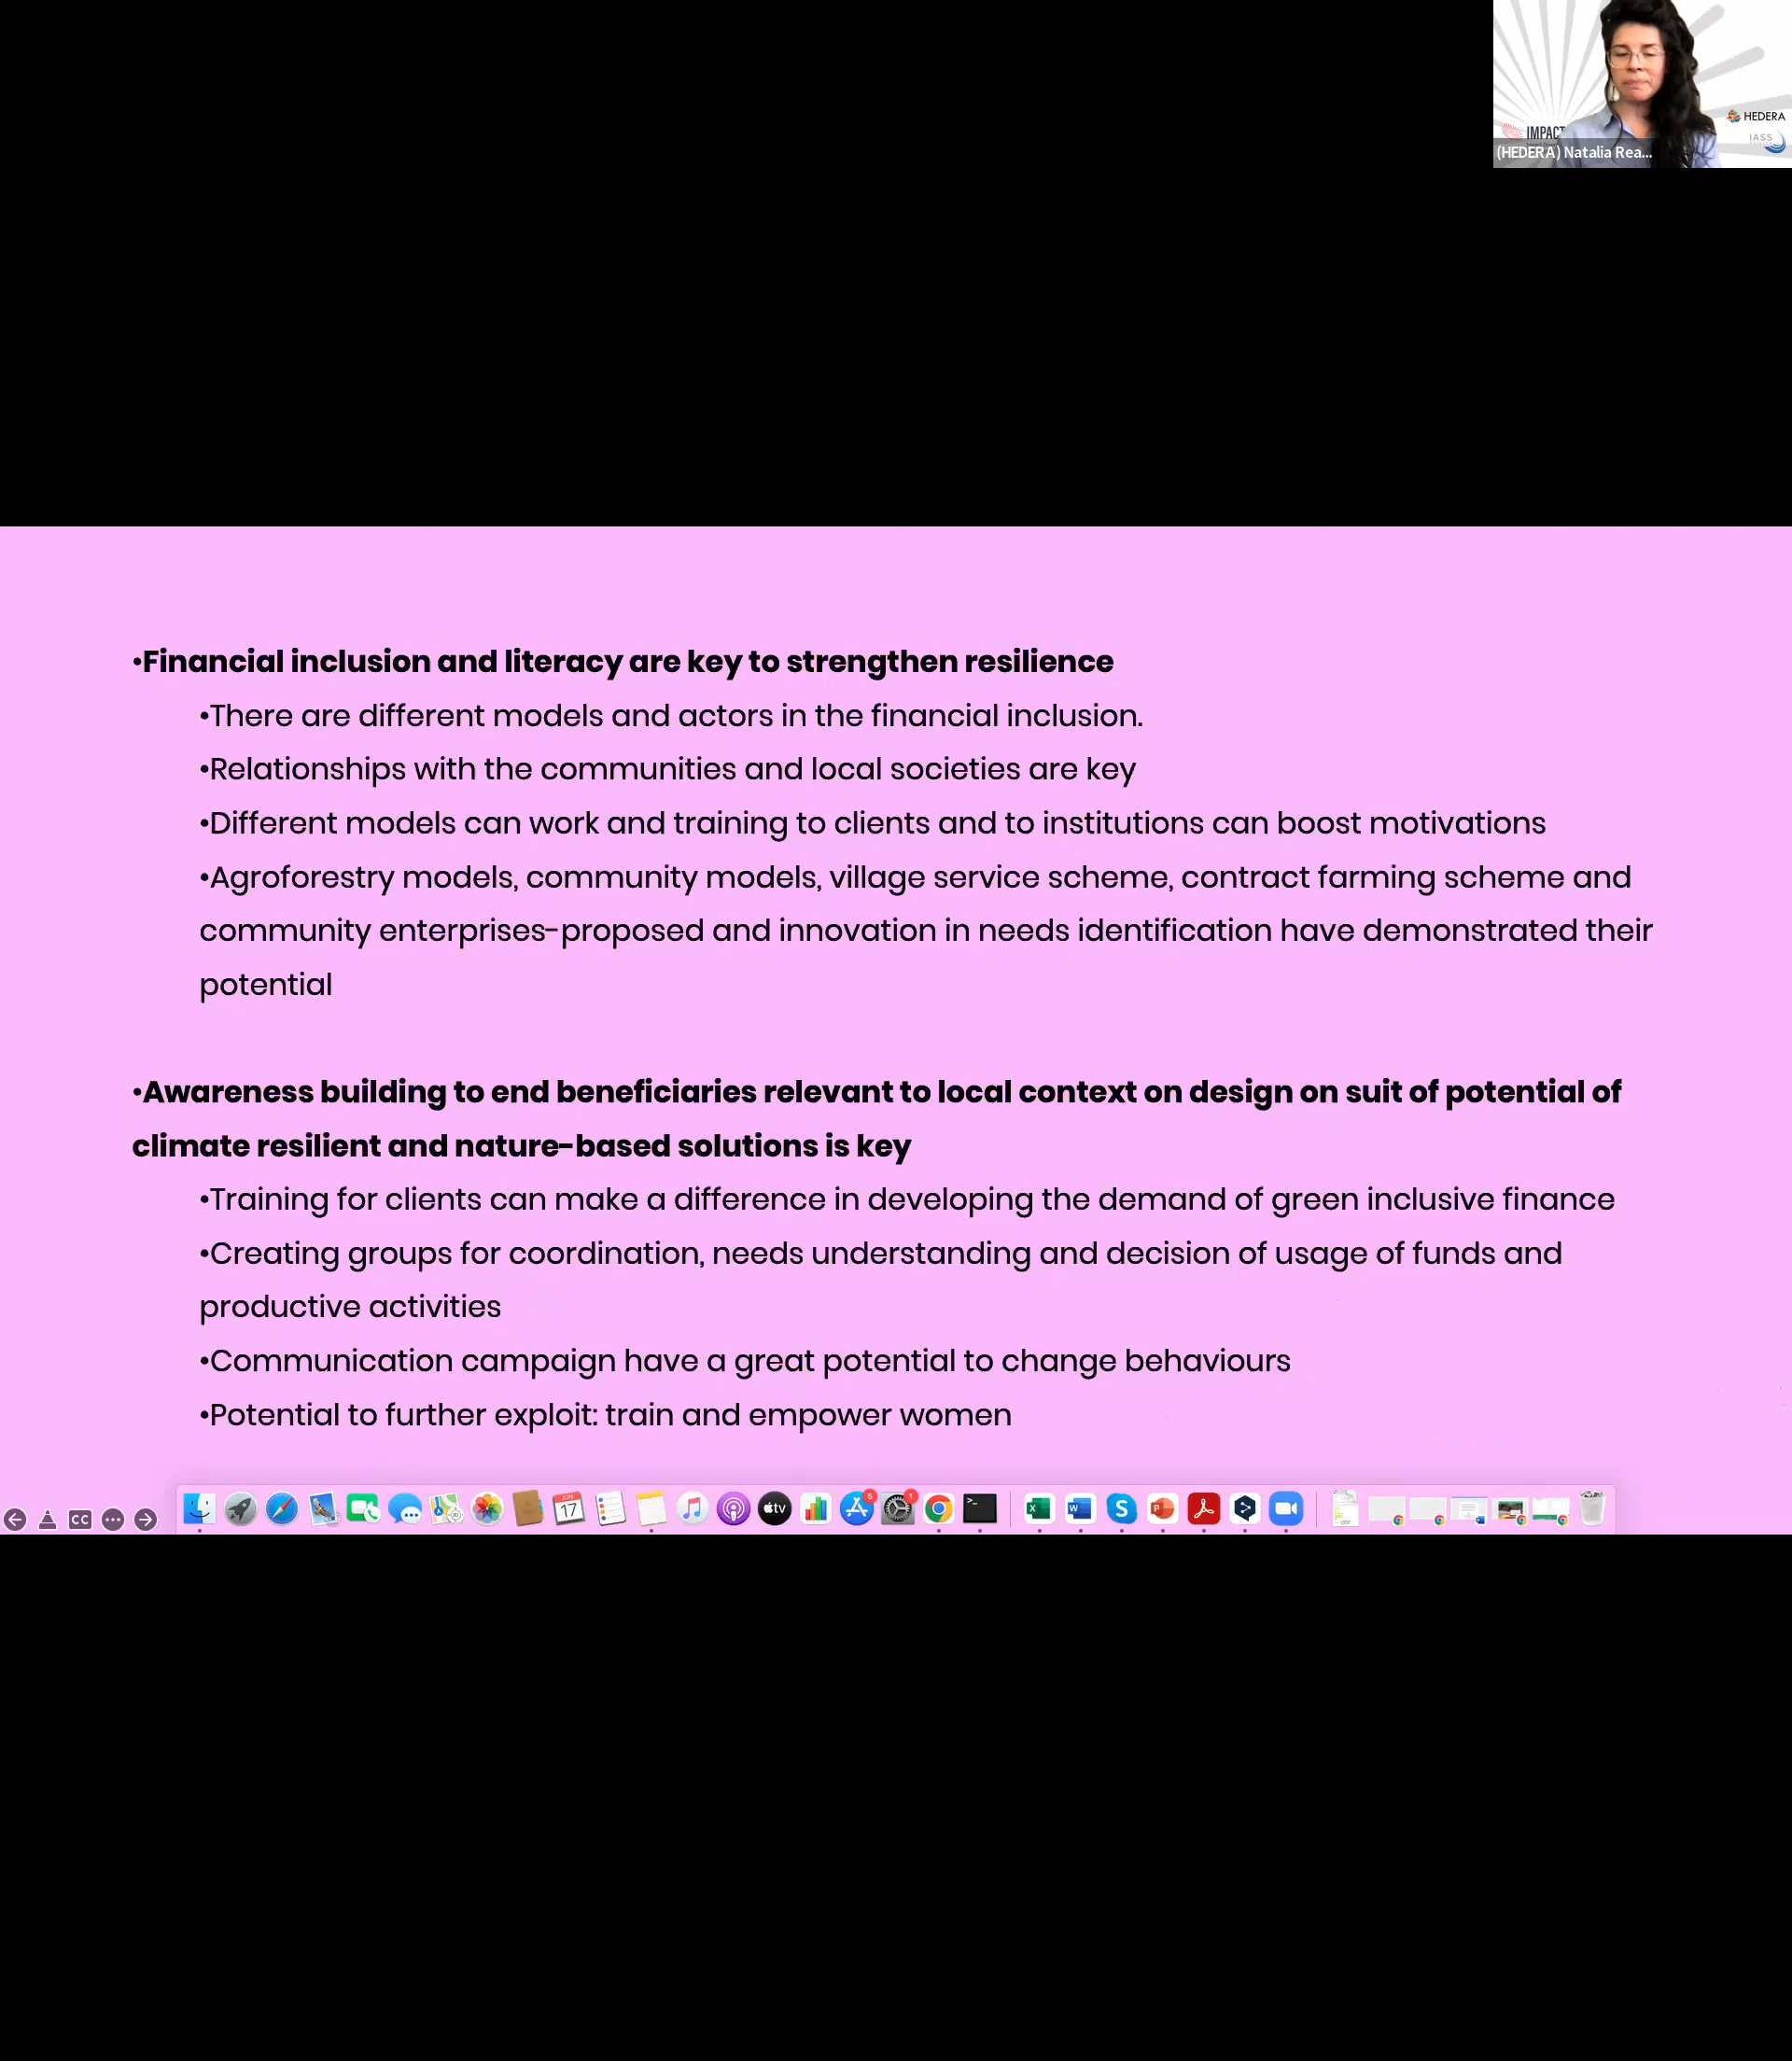 HEDERA
IMPACT
IASS
(HEDERA) Natalia Rea...
•Financial inclusion and literacy are key to strengthen resilience
•There are different models and actors in the financial inclusion.
•Relationships with the communities and local societies are key
•Different models can work and training to clients and to institutions can boost motivations
•Agroforestry models, community models, village service scheme, contract farming scheme and
community enterprises-proposed and innovation in needs identification have demonstrated their
potential
•Awareness building to end beneficiaries relevant to local context on design on suit of potential of
climate resilient and nature-based solutions is key
•Training for clients can make a difference in developing the demand of green inclusive finance
•Creating groups for coordination, needs understanding and decision of usage of funds and
productive activities
•Communication campaign have a great potential to change behaviours
•Potential to further exploit: train and empower women
CC
JUN
17
tv
5
1